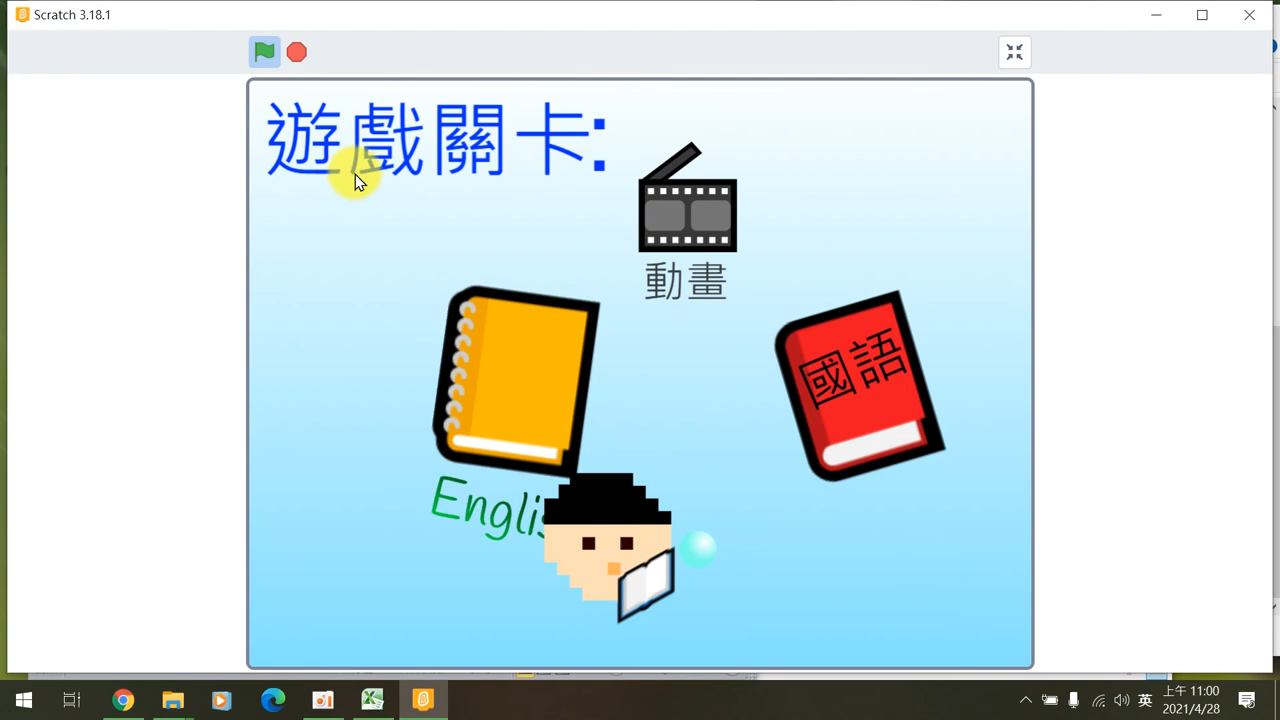 Scratch 3.18.1
遊戲關卡:
動畫
國語
Englis
英
上午 11:00
2021/4/28